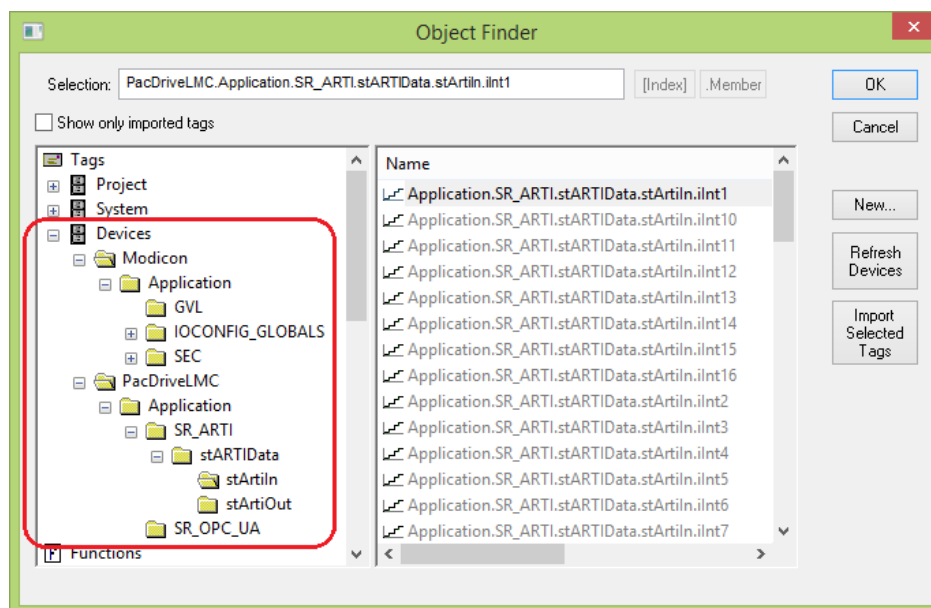 Object Finder
Selection: PacDriveLMC.Application.SR_ARTI.stARTIData.stArtiIn.iInt1 [Index] .Member OK
Show only imported tags
Cancel
Tags
Project
System
Devices
Modicon
Application
GVL
IOCONFIG_GLOBALS
SEC
PacDriveLMC
Application
SR_ARTI
stARTIData
stArtiIn
stArtiOut
SR_OPC_UA
Functions
Name
Application.SR_ARTI.stARTIData.stArtiIn.iInt1
Application.SR_ARTI.stARTIData.stArtiIn.iInt10
Application.SR_ARTI.stARTIData.stArtiIn.iInt11
Application.SR_ARTI.stARTIData.stArtiIn.iInt12
Application.SR_ARTI.stARTIData.stArtiIn.iInt13
Application.SR_ARTI.stARTIData.stArtiIn.iInt14
Application.SR_ARTI.stARTIData.stArtiIn.iInt15
Application.SR_ARTI.stARTIData.stArtiIn.iInt16
Application.SR_ARTI.stARTIData.stArtiIn.iInt2
Application.SR_ARTI.stARTIData.stArtiIn.iInt3
Application.SR_ARTI.stARTIData.stArtiIn.iInt4
Application.SR_ARTI.stARTIData.stArtiIn.iInt5
Application.SR_ARTI.stARTIData.stArtiIn.iInt6
Application.SR_ARTI.stARTIData.stArtiIn.iInt7
New...
Refresh
Devices
Import
Selected
Tags